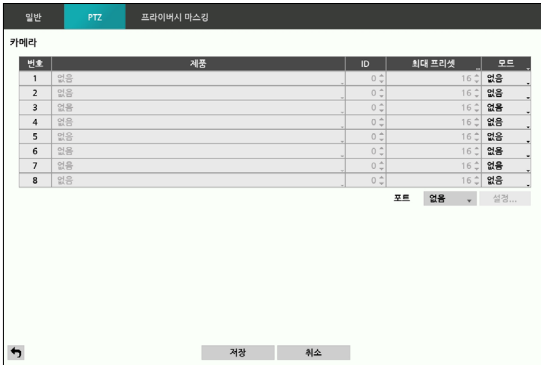 일반 PTZ 프라이버시 마스킹
카메라
번호 제품 ID 최대 프리셋 모드
1 없음 0 16 없음
2 없음 0 16 없음
3 없음 0 16 없음
4 없음 0 16 없음
5 없음 0 16 없음
6 없음 0 16 없음
7 없음 0 16 없음
8 없음 0 16 없음
포트 없음 설정...
저장 취소